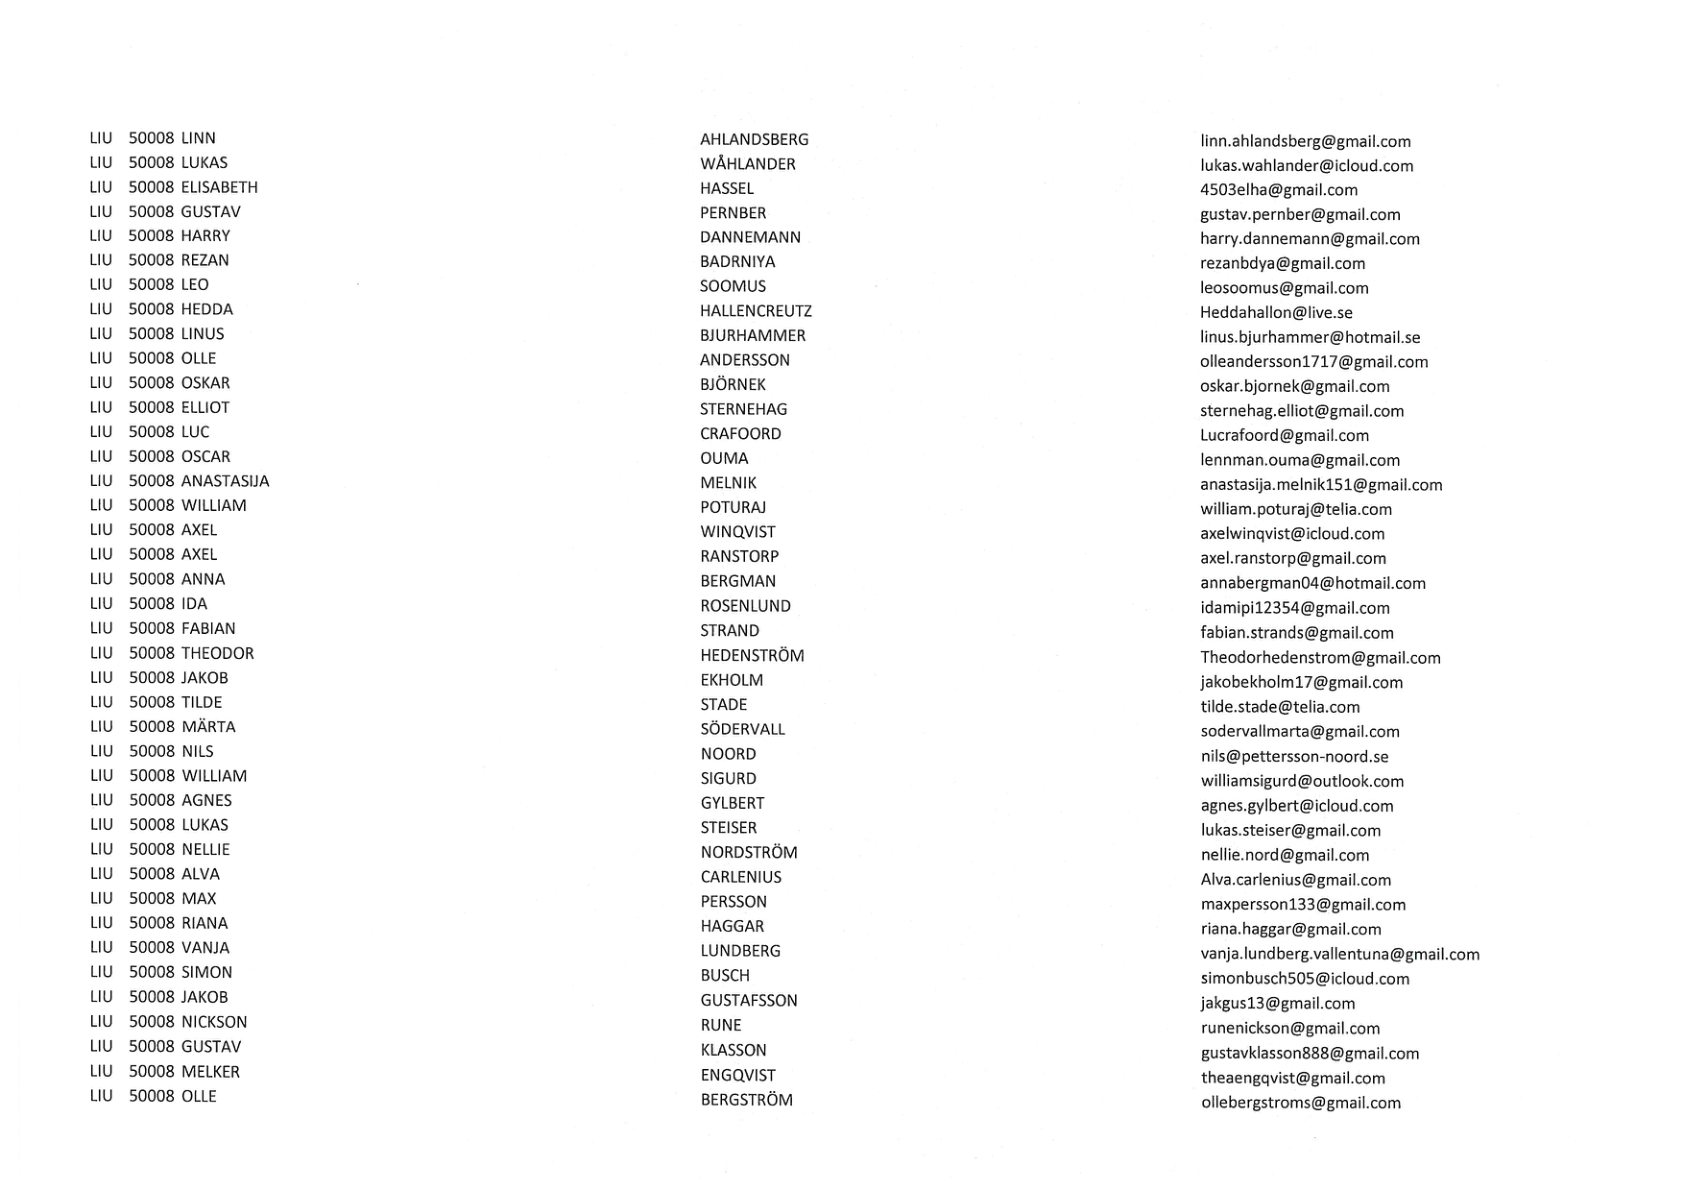 LIU 50008 LINN AHLANDSBERG linn.ahlandsberg@gmail.com
LIU 50008 LUKAS WÅHLANDER lukas.wahlander@icloud.com
LIU 50008 ELISABETH HASSEL 4503elha@gmail.com
LIU 50008 GUSTAV PERNBER gustav.pernber@gmail.com
LIU 50008 HARRY DANNEMANN harry.dannemann@gmail.com
LIU 50008 REZAN BADRNIYA rezanbdya@gmail.com
LIU 50008 LEO SOOMUS leosoomus@gmail.com
LIU 50008 HEDDA HALLENCREUTZ Heddahallon@live.se
LIU 50008 LINUS BJURHAMMER linus.bjurhammer@hotmail.se
LIU 50008 OLLE ANDERSSON olleandersson1717@gmail.com
LIU 50008 OSKAR BJÖRNEK oskar.bjornek@gmail.com
LIU 50008 ELLIOT STERNEHAG sternehag.elliot@gmail.com
LIU 50008 LUC CRAFOORD Lucrafoord@gmail.com
LIU 50008 OSCAR OUMA lennman.ouma@gmail.com
LIU 50008 ANASTASIJA MELNIK anastasija.melnik151@gmail.com
LIU 50008 WILLIAM POTURAJ william.poturaj@telia.com
LIU 50008 AXEL WINQVIST axelwinqvist@icloud.com
LIU 50008 AXEL RANSTORP axel.ranstorp@gmail.com
LIU 50008 ANNA BERGMAN annabergman04@hotmail.com
LIU 50008 IDA ROSENLUND idamipi12354@gmail.com
LIU 50008 FABIAN STRAND fabian.strands@gmail.com
LIU 50008 THEODOR HEDENSTRÖM Theodorhedenstrom@gmail.com
LIU 50008 JAKOB EKHOLM jakobekholm17@gmail.com
LIU 50008 TILDE STADE tilde.stade@telia.com
LIU 50008 MÄRTA SÖDERVALL sodervallmarta@gmail.com
LIU 50008 NILS NOORD nils@pettersson-noord.se
LIU 50008 WILLIAM SIGURD williamsigurd@outlook.com
LIU 50008 AGNES GYLBERT agnes.gylbert@icloud.com
LIU 50008 LUKAS STEISER lukas.steiser@gmail.com
LIU 50008 NELLIE NORDSTRÖM nellie.nord@gmail.com
LIU 50008 ALVA CARLENIUS Alva.carlenius@gmail.com
LIU 50008 MAX PERSSON maxpersson133@gmail.com
LIU 50008 RIANA HAGGAR riana.haggar@gmail.com
LIU 50008 VANJA LUNDBERG vanja.lundberg.vallentuna@gmail.com
LIU 50008 SIMON BUSCH simonbusch505@icloud.com
LIU 50008 JAKOB GUSTAFSSON jakgus13@gmail.com
LIU 50008 NICKSON RUNE runenickson@gmail.com
LIU 50008 GUSTAV KLASSON gustavklasson888@gmail.com
LIU 50008 MELKER ENGQVIST theaengqvist@gmail.com
LIU 50008 OLLE BERGSTRÖM ollebergstroms@gmail.com